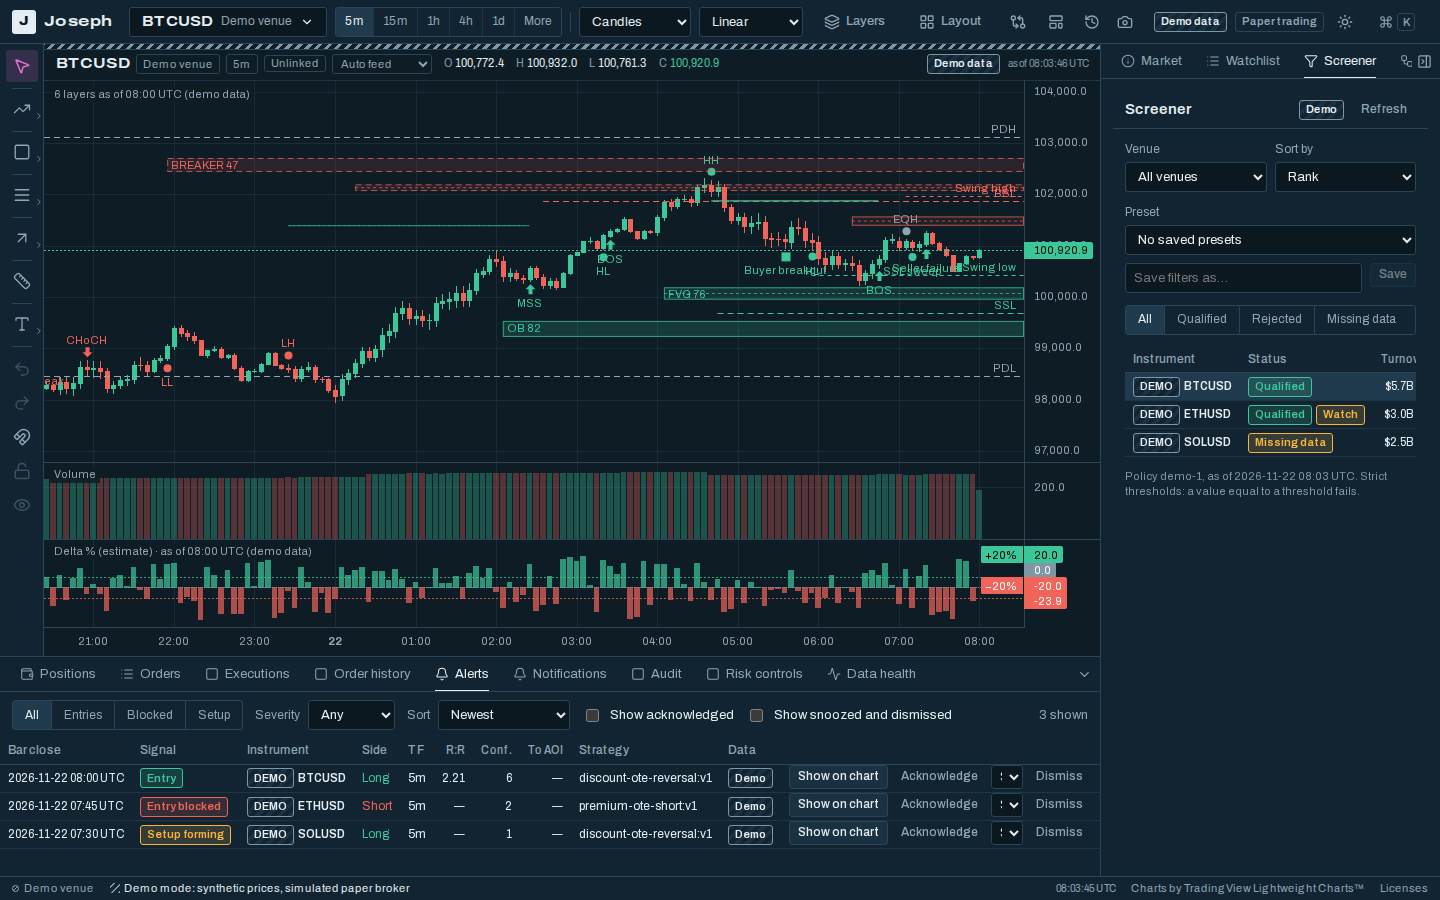 J Joseph BTCUSD Demo venue 5m 15m 1h 4h 1d More Candles Linear Layers Layout Demo data Paper trading ⌘ K
BTCUSD Demo venue 5m Unlinked Auto feed O 100,772.4 H 100,932.0 L 100,761.3 C 100,920.9 Demo data as of 08:03:46 UTC
6 layers as of 08:00 UTC (demo data)
104,000.0
PDH
103,000.0
HH
BREAKER 47
Swing high
102,000.0
EQH
100,920.9
BOS
HL
Buyer breakout
Seller failure
Swing low
BOS
FVG 76
MSS
100,000.0
SSL
OB 82
CHoCH
LH
99,000.0
LL
PDL
98,000.0
97,000.0
Volume
200.0
Delta % (estimate) · as of 08:00 UTC (demo data)
+20% 20.0
0.0
−20% -20.0
-23.9
21:00 22:00 23:00 22 01:00 02:00 03:00 04:00 05:00 06:00 07:00 08:00
Market Watchlist Screener
Screener Demo Refresh
Venue Sort by
All venues Rank
Preset
No saved presets
Save filters as... Save
All Qualified Rejected Missing data
Instrument Status Turnov
DEMO BTCUSD Qualified $5.7B
DEMO ETHUSD Qualified Watch $3.0B
DEMO SOLUSD Missing data $2.5B
Policy demo-1, as of 2026-11-22 08:03 UTC. Strict
thresholds: a value equal to a threshold fails.
Positions Orders Executions Order history Alerts Notifications Audit Risk controls Data health
All Entries Blocked Setup Severity Any Sort Newest Show acknowledged Show snoozed and dismissed 3 shown
Bar close Signal Instrument Side TF R:R Conf. To AOI Strategy Data
2026-11-22 08:00 UTC Entry DEMO BTCUSD Long 5m 2.21 6 — discount-ote-reversal:v1 Demo Show on chart Acknowledge Dismiss
2026-11-22 07:45 UTC Entry blocked DEMO ETHUSD Short 5m — 2 — premium-ote-short:v1 Demo Show on chart Acknowledge Dismiss
2026-11-22 07:30 UTC Setup forming DEMO SOLUSD Long 5m — 1 — discount-ote-reversal:v1 Demo Show on chart Acknowledge Dismiss
Demo venue Demo mode: synthetic prices, simulated paper broker 08:03:45 UTC Charts by TradingView Lightweight Charts™ Licenses